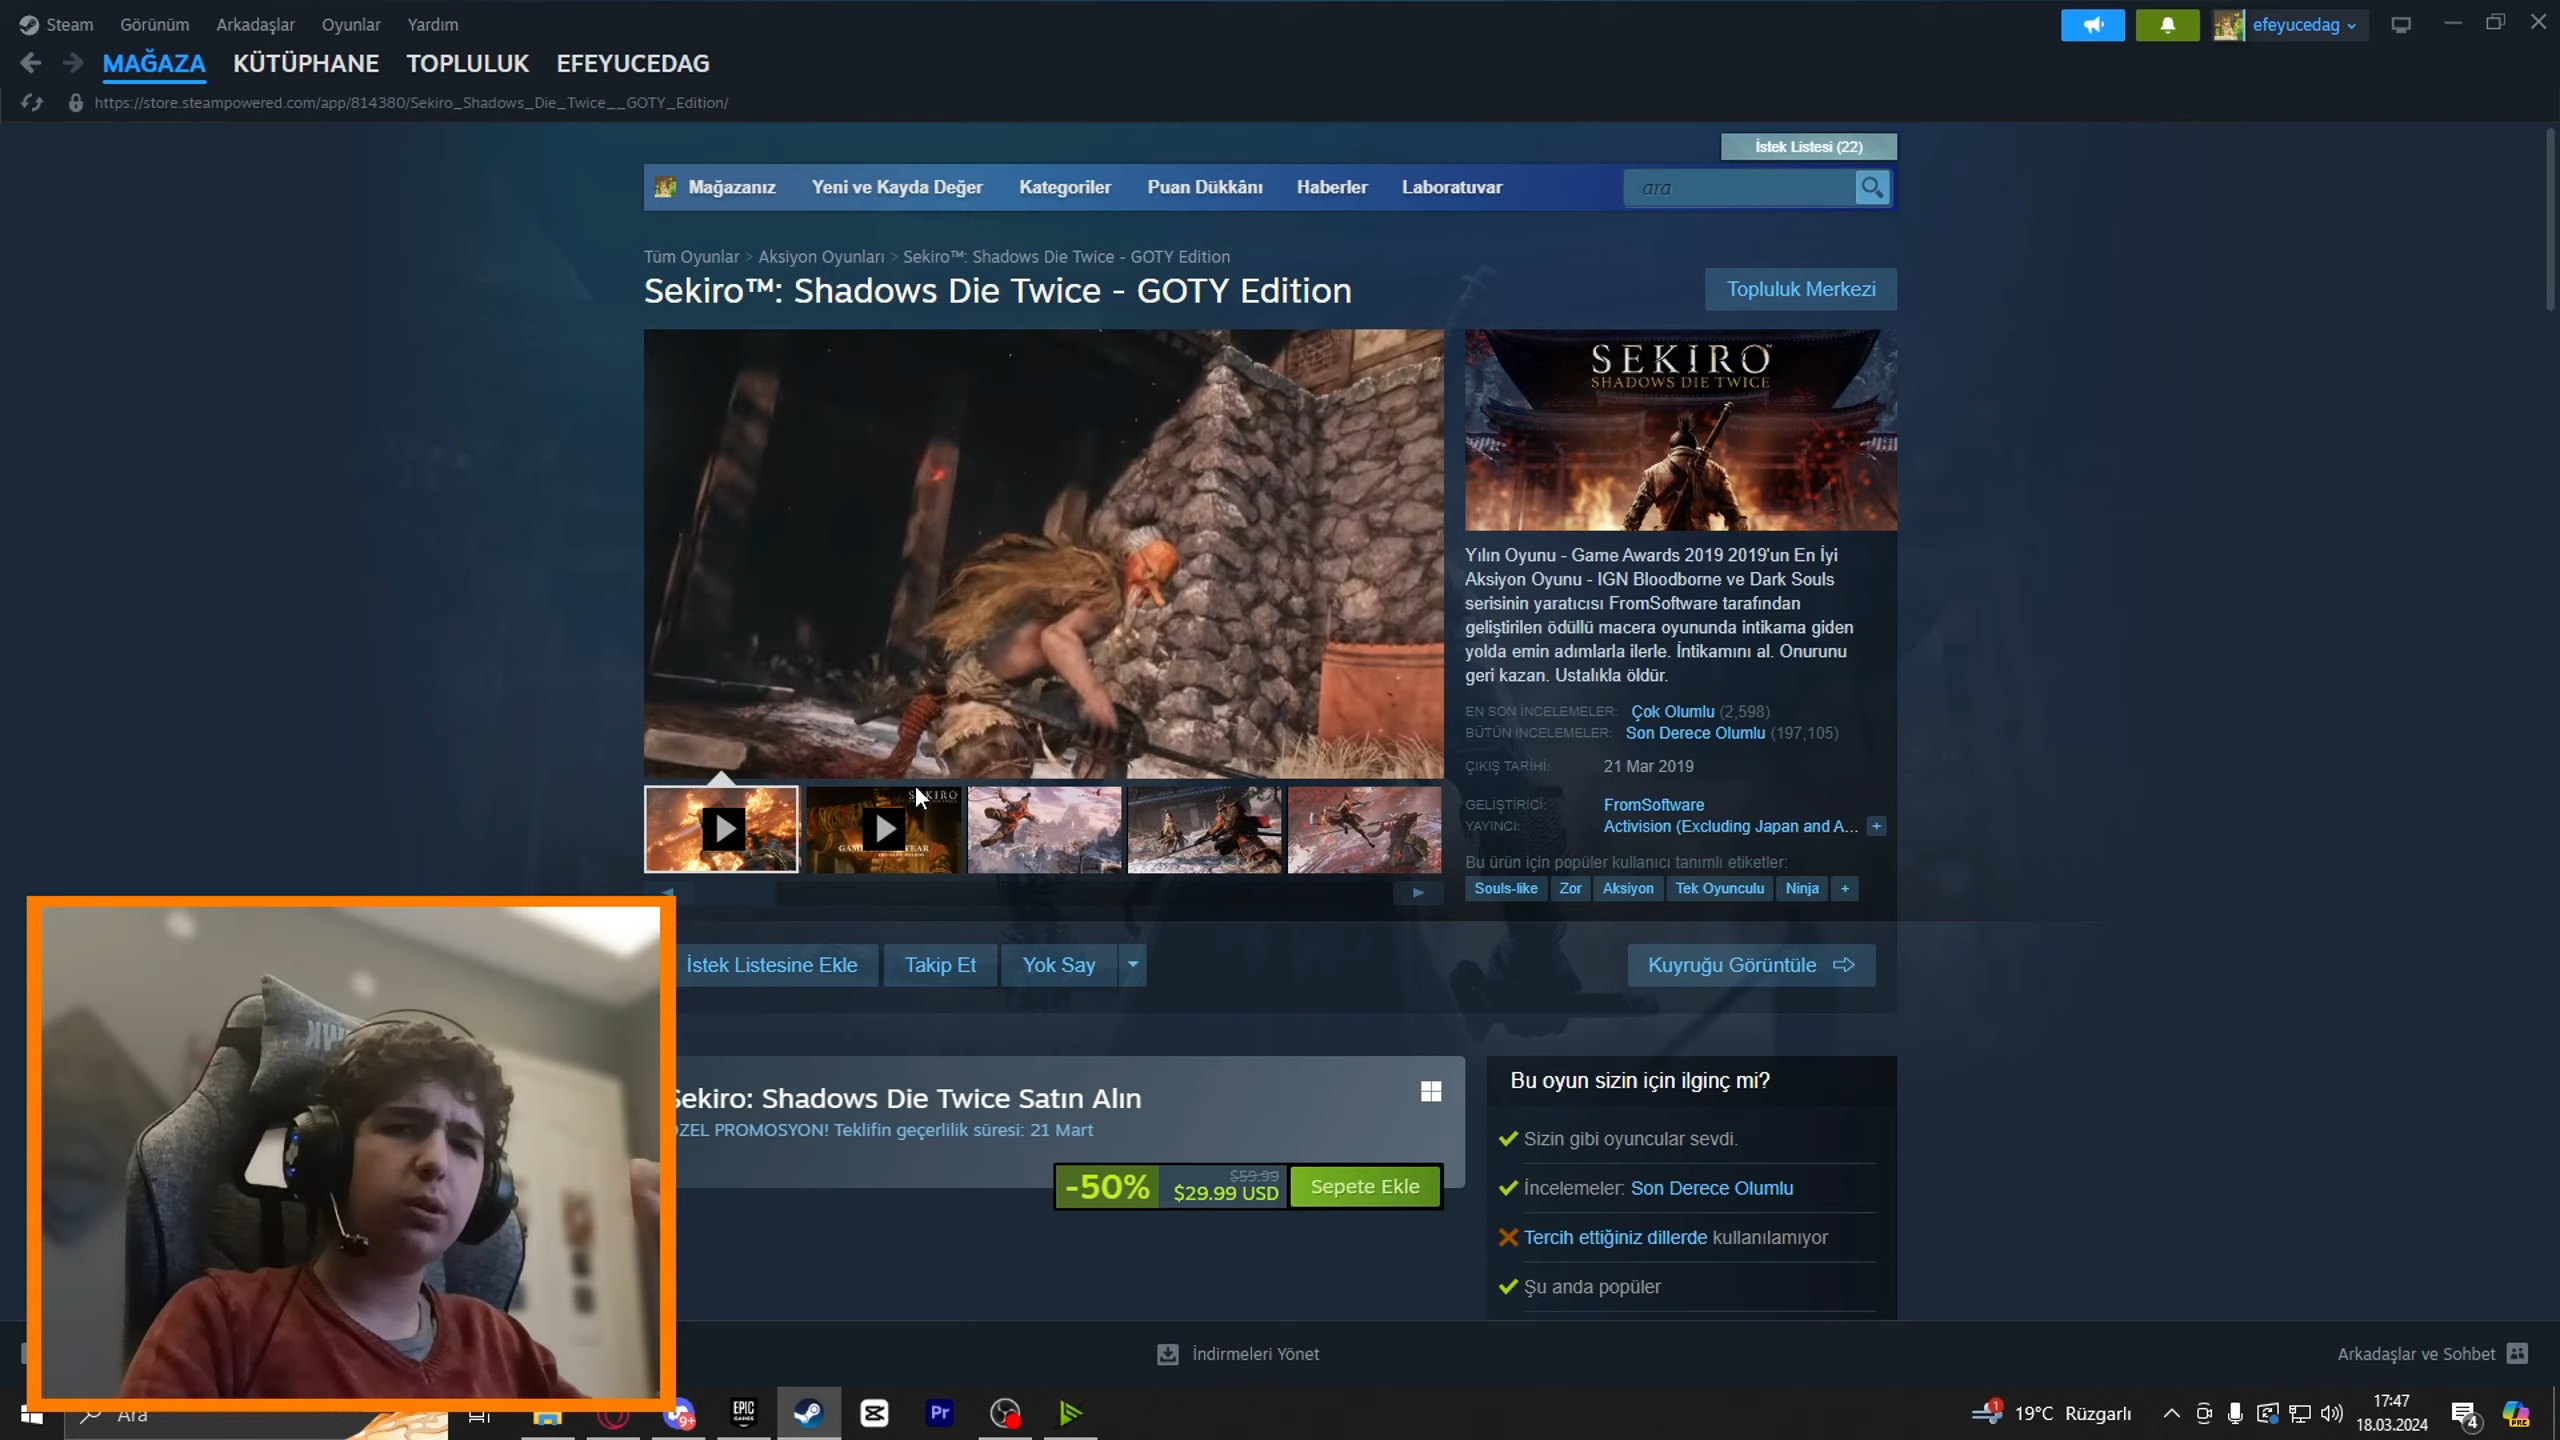 Steam Görünüm Arkadaşlar Oyunlar Yardım
efeyucedag
MAĞAZA KÜTÜPHANE TOPLULUK EFEYUCEDAG
https://store.steampowered.com/app/814380/Sekiro_Shadows_Die_Twice__GOTY_Edition/
İstek Listesi (22)
Mağazanız Yeni ve Kayda Değer Kategoriler Puan Dükkânı Haberler Laboratuvar
ara
Tüm Oyunlar > Aksiyon Oyunları > Sekiro™: Shadows Die Twice - GOTY Edition
Sekiro™: Shadows Die Twice - GOTY Edition
Topluluk Merkezi
SEKIRO™
SHADOWS DIE TWICE
Yılın Oyunu - Game Awards 2019 2019'un En İyi
Aksiyon Oyunu - IGN Bloodborne ve Dark Souls
serisinin yaratıcısı FromSoftware tarafından
geliştirilen ödüllü macera oyununda intikama giden
yolda emin adımlarla ilerle. İntikamını al. Onurunu
geri kazan. Ustalıkla öldür.
EN SON İNCELEMELER: Çok Olumlu (2,598)
BÜTÜN İNCELEMELER: Son Derece Olumlu (197,105)
ÇIKIŞ TARİHİ: 21 Mar 2019
GELİŞTİRİCİ: FromSoftware
YAYINCI: Activision (Excluding Japan and A... +
Bu ürün için popüler kullanıcı tanımlı etiketler:
Souls-like Zor Aksiyon Tek Oyunculu Ninja +
İstek Listesine Ekle Takip Et Yok Say
Kuyruğu Görüntüle
Sekiro: Shadows Die Twice Satın Alın
ÖZEL PROMOSYON! Teklifin geçerlilik süresi: 21 Mart
-50% $59.99 $29.99 USD Sepete Ekle
Bu oyun sizin için ilginç mi?
Sizin gibi oyuncular sevdi.
İncelemeler: Son Derece Olumlu
Tercih ettiğiniz dillerde kullanılamıyor
Şu anda popüler
İndirmeleri Yönet
Arkadaşlar ve Sohbet
Ara
9+
EPIC GAMES
Pr
1
19°C Rüzgarlı
17:47
18.03.2024
4
PRE